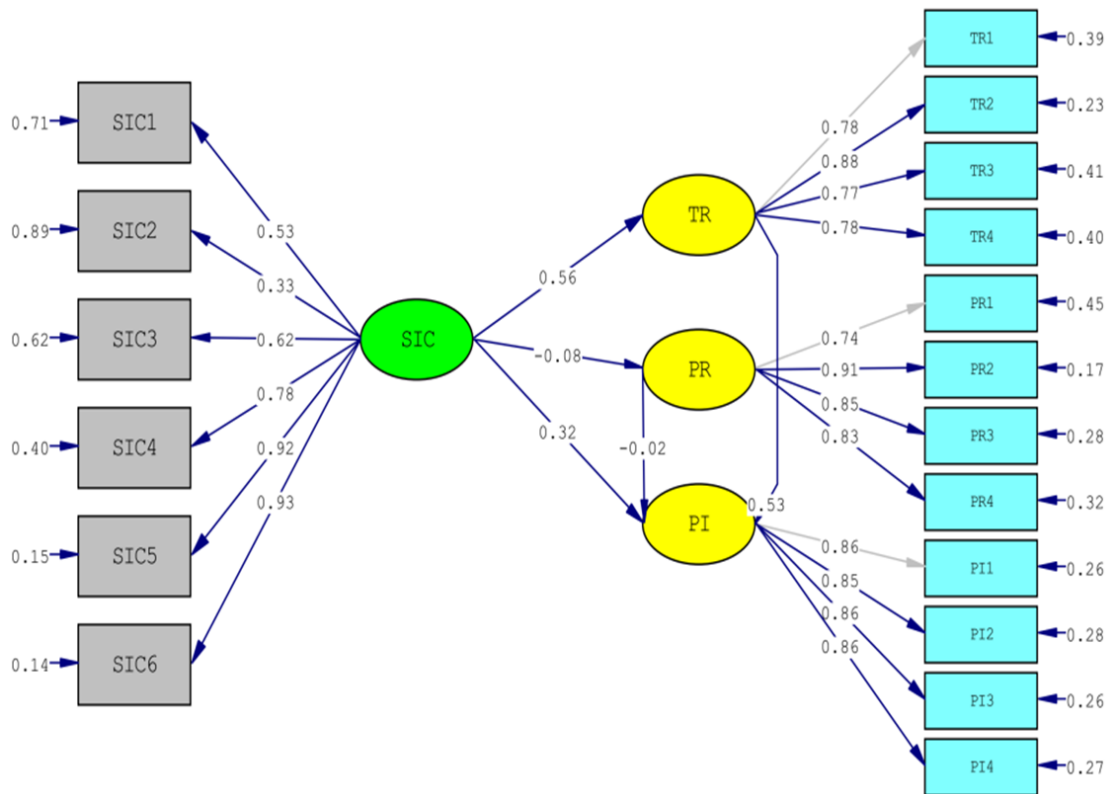 0.71
SIC1
0.89
SIC2
0.62
SIC3
0.40
SIC4
0.15
SIC5
0.14
SIC6
0.53
0.33
0.62
0.78
0.92
0.93
SIC
0.56
-0.08
0.32
TR
PR
-0.02
PI
0.53
0.78
0.88
0.77
0.78
0.74
0.91
0.85
0.83
0.86
0.85
0.86
0.86
TR1
0.39
TR2
0.23
TR3
0.41
TR4
0.40
PR1
0.45
PR2
0.17
PR3
0.28
PR4
0.32
PI1
0.26
PI2
0.28
PI3
0.26
PI4
0.27